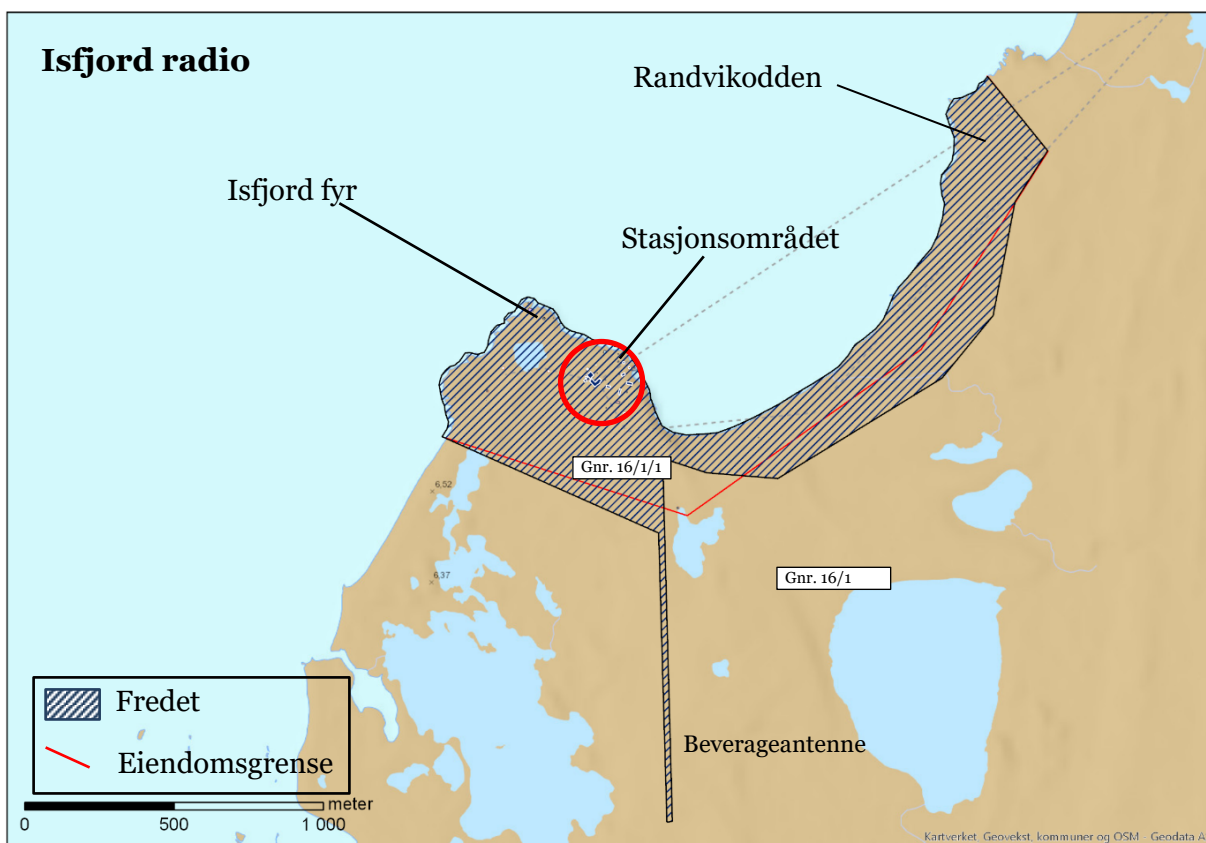 Isfjord radio
Randvikodden
Isfjord fyr
Stasjonsområdet
Gnr. 16/1/1
6.52
Gnr. 16/1
6.37
Fredet
Beverageantenne
Eiendomsgrense
meter
0 500 1 000
Kartverket, Geovekst, kommuner og OSM - Geodata A